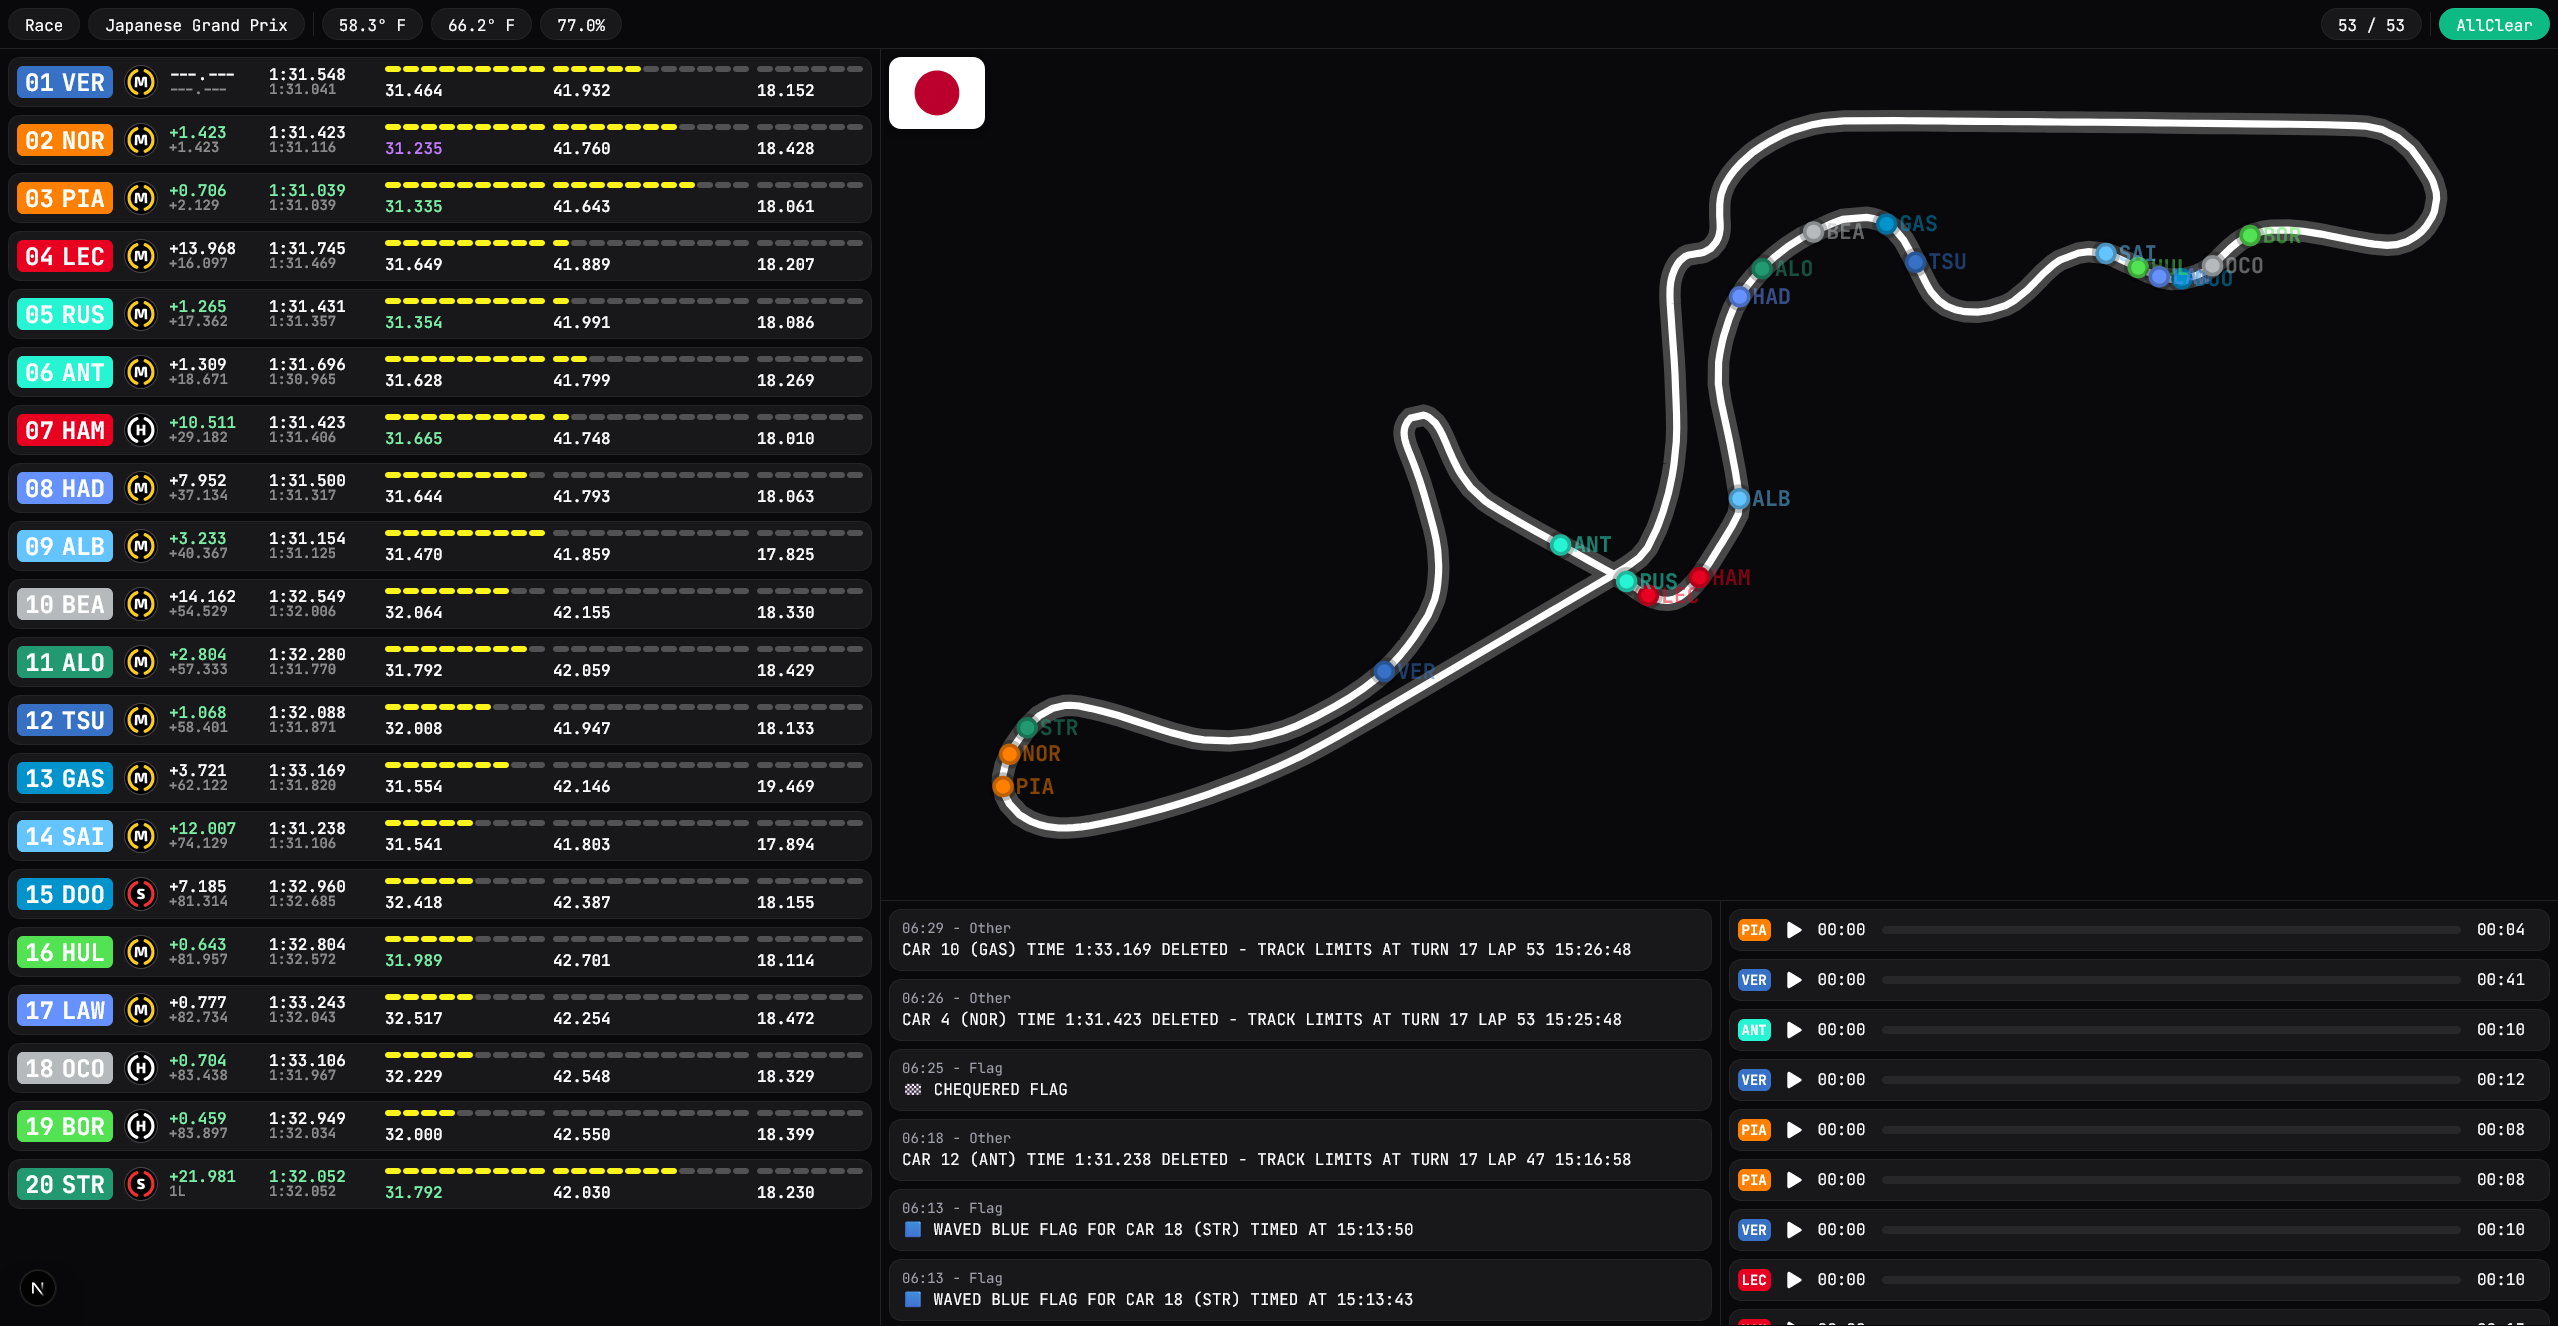 Race Japanese Grand Prix 58.3° F 66.2° F 77.0% 53 / 53 AllClear
01 VER M ---.--- 1:31.548
---.--- 1:31.041 31.464 41.932 18.152
02 NOR M +1.423 1:31.423
+1.423 1:31.116 31.235 41.760 18.428
03 PIA M +0.706 1:31.039
+2.129 1:31.039 31.335 41.643 18.061
04 LEC M +13.968 1:31.745
+16.097 1:31.469 31.649 41.889 18.207
05 RUS M +1.265 1:31.431
+17.362 1:31.357 31.354 41.991 18.086
06 ANT M +1.309 1:31.696
+18.671 1:30.965 31.628 41.799 18.269
07 HAM H +10.511 1:31.423
+29.182 1:31.406 31.665 41.748 18.010
08 HAD M +7.952 1:31.500
+37.134 1:31.317 31.644 41.793 18.063
09 ALB M +3.233 1:31.154
+40.367 1:31.125 31.470 41.859 17.825
10 BEA M +14.162 1:32.549
+54.529 1:32.006 32.064 42.155 18.330
11 ALO M +2.804 1:32.280
+57.333 1:31.770 31.792 42.059 18.429
12 TSU M +1.068 1:32.088
+58.401 1:31.871 32.008 41.947 18.133
13 GAS M +3.721 1:33.169
+62.122 1:31.820 31.554 42.146 19.469
14 SAI M +12.007 1:31.238
+74.129 1:31.106 31.541 41.803 17.894
15 DOO S +7.185 1:32.960
+81.314 1:32.685 32.418 42.387 18.155
16 HUL M +0.643 1:32.804
+81.957 1:32.572 31.989 42.701 18.114
17 LAW M +0.777 1:33.243
+82.734 1:32.043 32.517 42.254 18.472
18 OCO H +0.704 1:33.106
+83.438 1:31.967 32.229 42.548 18.329
19 BOR H +0.459 1:32.949
+83.897 1:32.034 32.000 42.550 18.399
20 STR S +21.981 1:32.052
1L 1:32.052 31.792 42.030 18.230
N
GAS
BEA
BOR
SAI
TSU
OCO
ALO
HUL
DOO
HAD
ALB
ANT
HAM
RUS
LEC
VER
STR
NOR
PIA
06:29 - Other
CAR 10 (GAS) TIME 1:33.169 DELETED - TRACK LIMITS AT TURN 17 LAP 53 15:26:48
06:26 - Other
CAR 4 (NOR) TIME 1:31.423 DELETED - TRACK LIMITS AT TURN 17 LAP 53 15:25:48
06:25 - Flag
CHEQUERED FLAG
06:18 - Other
CAR 12 (ANT) TIME 1:31.238 DELETED - TRACK LIMITS AT TURN 17 LAP 47 15:16:58
06:13 - Flag
WAVED BLUE FLAG FOR CAR 18 (STR) TIMED AT 15:13:50
06:13 - Flag
WAVED BLUE FLAG FOR CAR 18 (STR) TIMED AT 15:13:43
PIA 00:00 00:04
VER 00:00 00:41
ANT 00:00 00:10
VER 00:00 00:12
PIA 00:00 00:08
PIA 00:00 00:08
VER 00:00 00:10
LEC 00:00 00:10